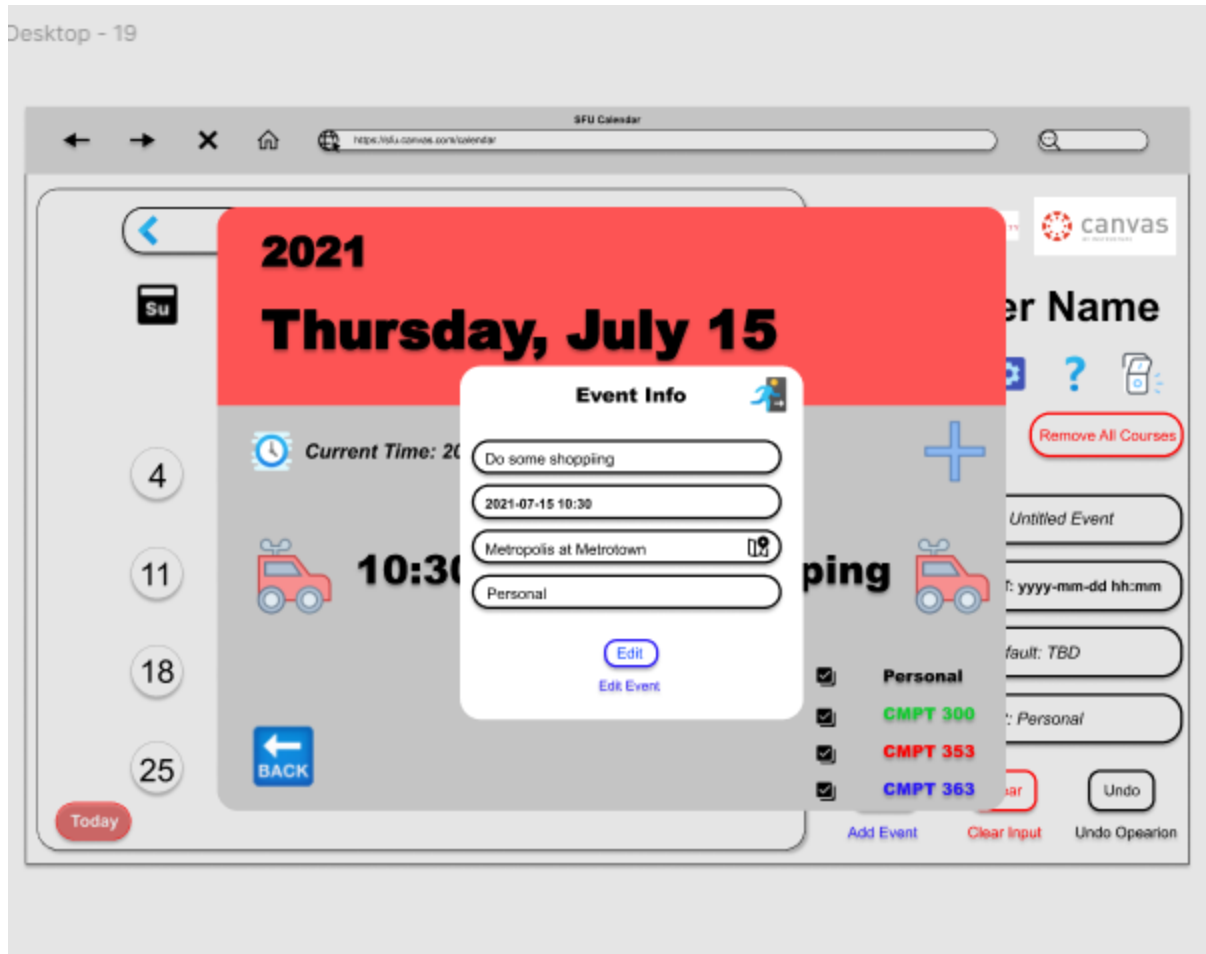 Desktop - 19
SFU Calendar
https://sfu.canvas.com/calendar
canvas
2021
Thursday, July 15
Su
er Name
?
Event Info
Remove All Courses
Current Time: 20
Do some shoppiing
2021-07-15 10:30
Metropolis at Metrotown
Personal
4
11
18
25
10:30
ping
Untitled Event
T: yyyy-mm-dd hh:mm
fault: TBD
: Personal
Edit
Edit Event
Personal
CMPT 300
CMPT 353
CMPT 363
BACK
Today
ar
Undo
Add Event
Clear Input
Undo Opearion